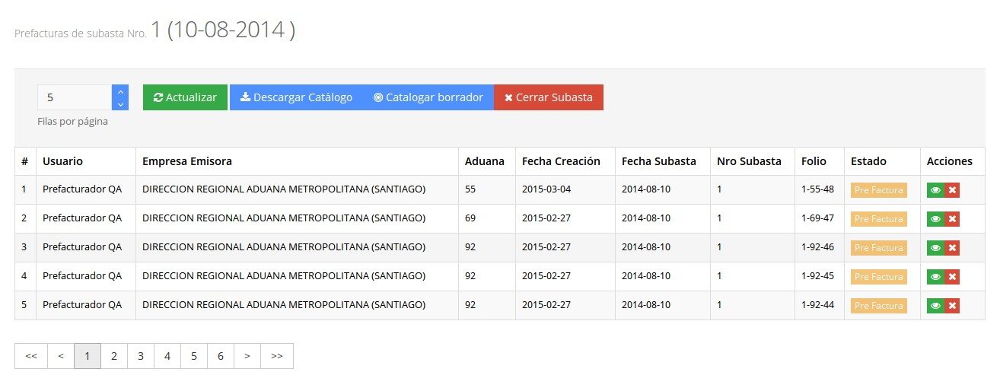 Prefacturas de subasta Nro. 1 (10-08-2014 )
5 Actualizar Descargar Catálogo Catalogar borrador Cerrar Subasta
Filas por página
# Usuario Empresa Emisora Aduana Fecha Creación Fecha Subasta Nro Subasta Folio Estado Acciones
1 Prefacturador QA DIRECCION REGIONAL ADUANA METROPOLITANA (SANTIAGO) 55 2015-03-04 2014-08-10 1 1-55-48 Pre Factura
2 Prefacturador QA DIRECCION REGIONAL ADUANA METROPOLITANA (SANTIAGO) 69 2015-02-27 2014-08-10 1 1-69-47 Pre Factura
3 Prefacturador QA DIRECCION REGIONAL ADUANA METROPOLITANA (SANTIAGO) 92 2015-02-27 2014-08-10 1 1-92-46 Pre Factura
4 Prefacturador QA DIRECCION REGIONAL ADUANA METROPOLITANA (SANTIAGO) 92 2015-02-27 2014-08-10 1 1-92-45 Pre Factura
5 Prefacturador QA DIRECCION REGIONAL ADUANA METROPOLITANA (SANTIAGO) 92 2015-02-27 2014-08-10 1 1-92-44 Pre Factura
<< < 1 2 3 4 5 6 > >>